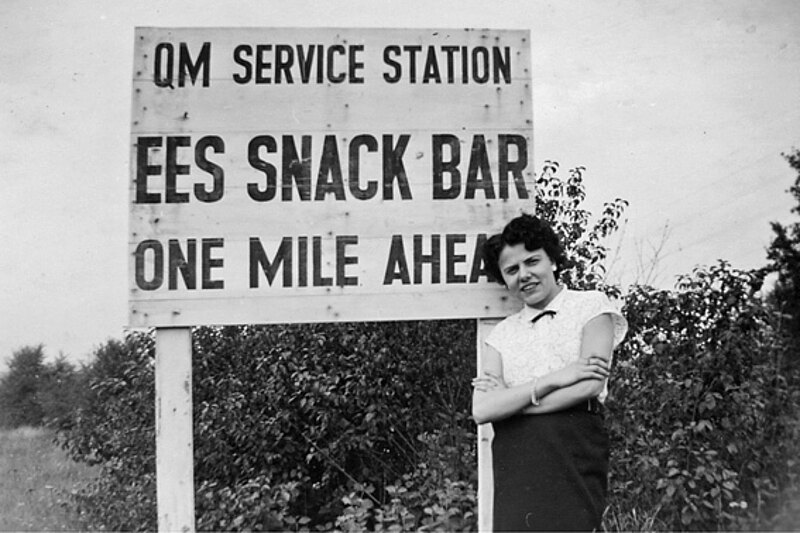 QM SERVICE STATION
EES SNACK BAR
ONE MILE AHEA